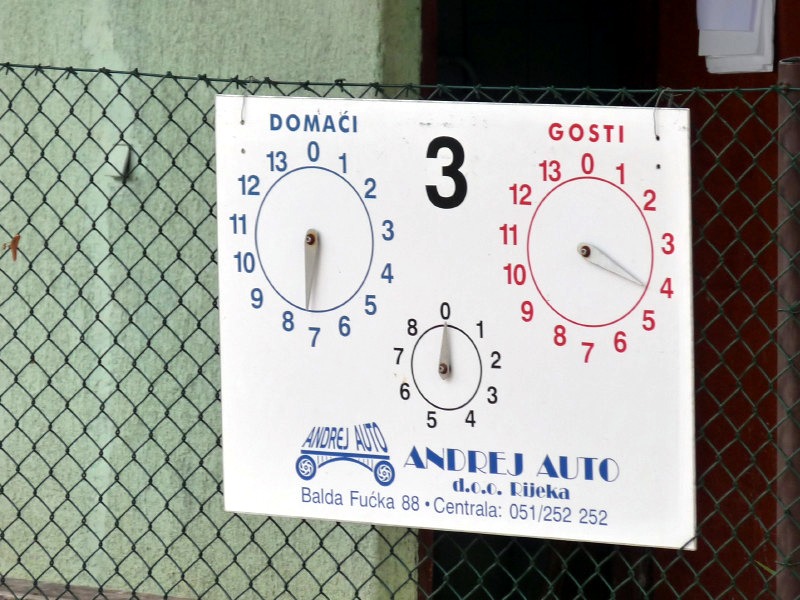 DOMAĆI
GOSTI
3
0 1 2 3 4 5 6 7 8 9 10 11 12 13
0 1 2 3 4 5 6 7 8 9 10 11 12 13
0 1 2 3 4 5 6 7 8
ANDREJ AUTO
ANDREJ AUTO
d.o.o. Rijeka
Balda Fućka 88 • Centrala: 051/252 252